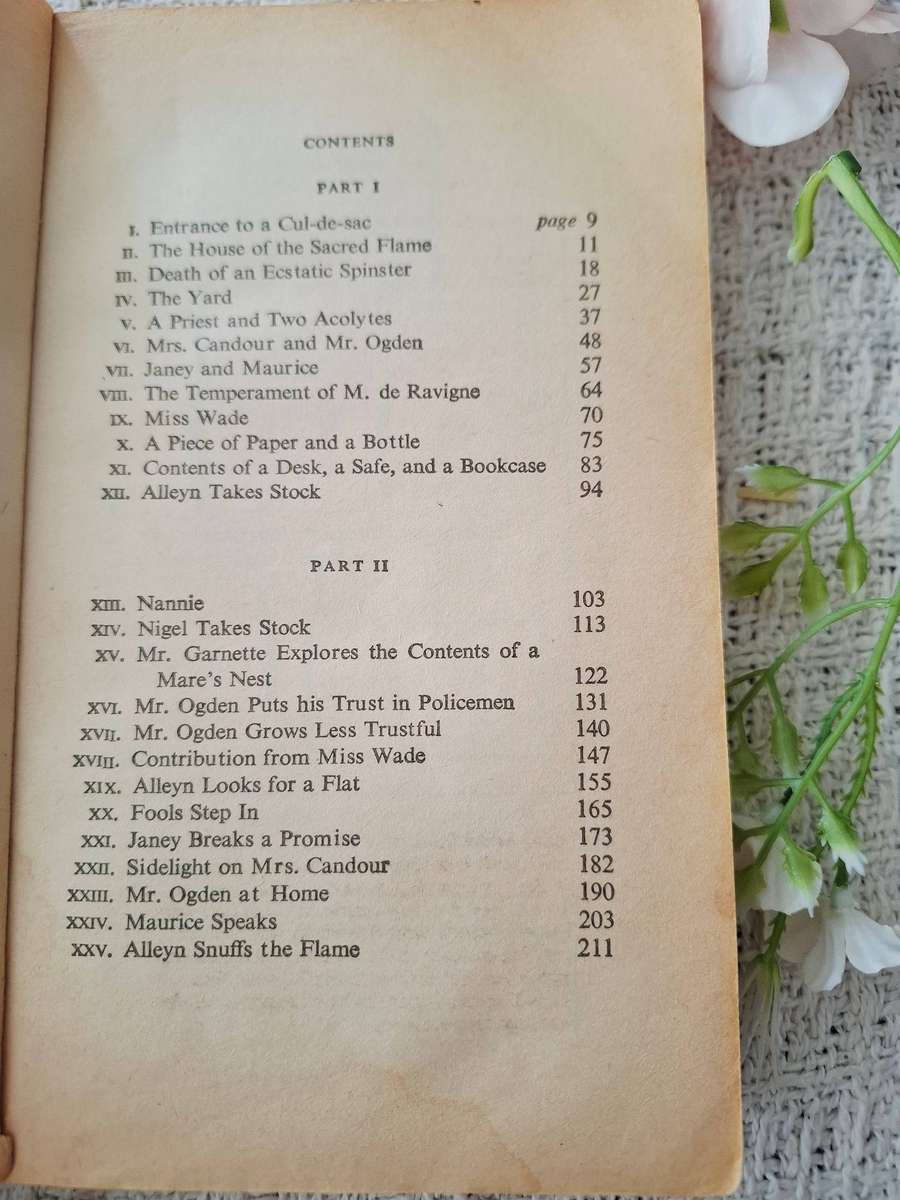 CONTENTS
PART I
I. Entrance to a Cul-de-sac page 9
II. The House of the Sacred Flame 11
III. Death of an Ecstatic Spinster 18
IV. The Yard 27
V. A Priest and Two Acolytes 37
VI. Mrs. Candour and Mr. Ogden 48
VII. Janey and Maurice 57
VIII. The Temperament of M. de Ravigne 64
IX. Miss Wade 70
X. A Piece of Paper and a Bottle 75
XI. Contents of a Desk, a Safe, and a Bookcase 83
XII. Alleyn Takes Stock 94
PART II
XIII. Nannie 103
XIV. Nigel Takes Stock 113
XV. Mr. Garnette Explores the Contents of a
Mare's Nest 122
XVI. Mr. Ogden Puts his Trust in Policemen 131
XVII. Mr. Ogden Grows Less Trustful 140
XVIII. Contribution from Miss Wade 147
XIX. Alleyn Looks for a Flat 155
XX. Fools Step In 165
XXI. Janey Breaks a Promise 173
XXII. Sidelight on Mrs. Candour 182
XXIII. Mr. Ogden at Home 190
XXIV. Maurice Speaks 203
XXV. Alleyn Snuffs the Flame 211